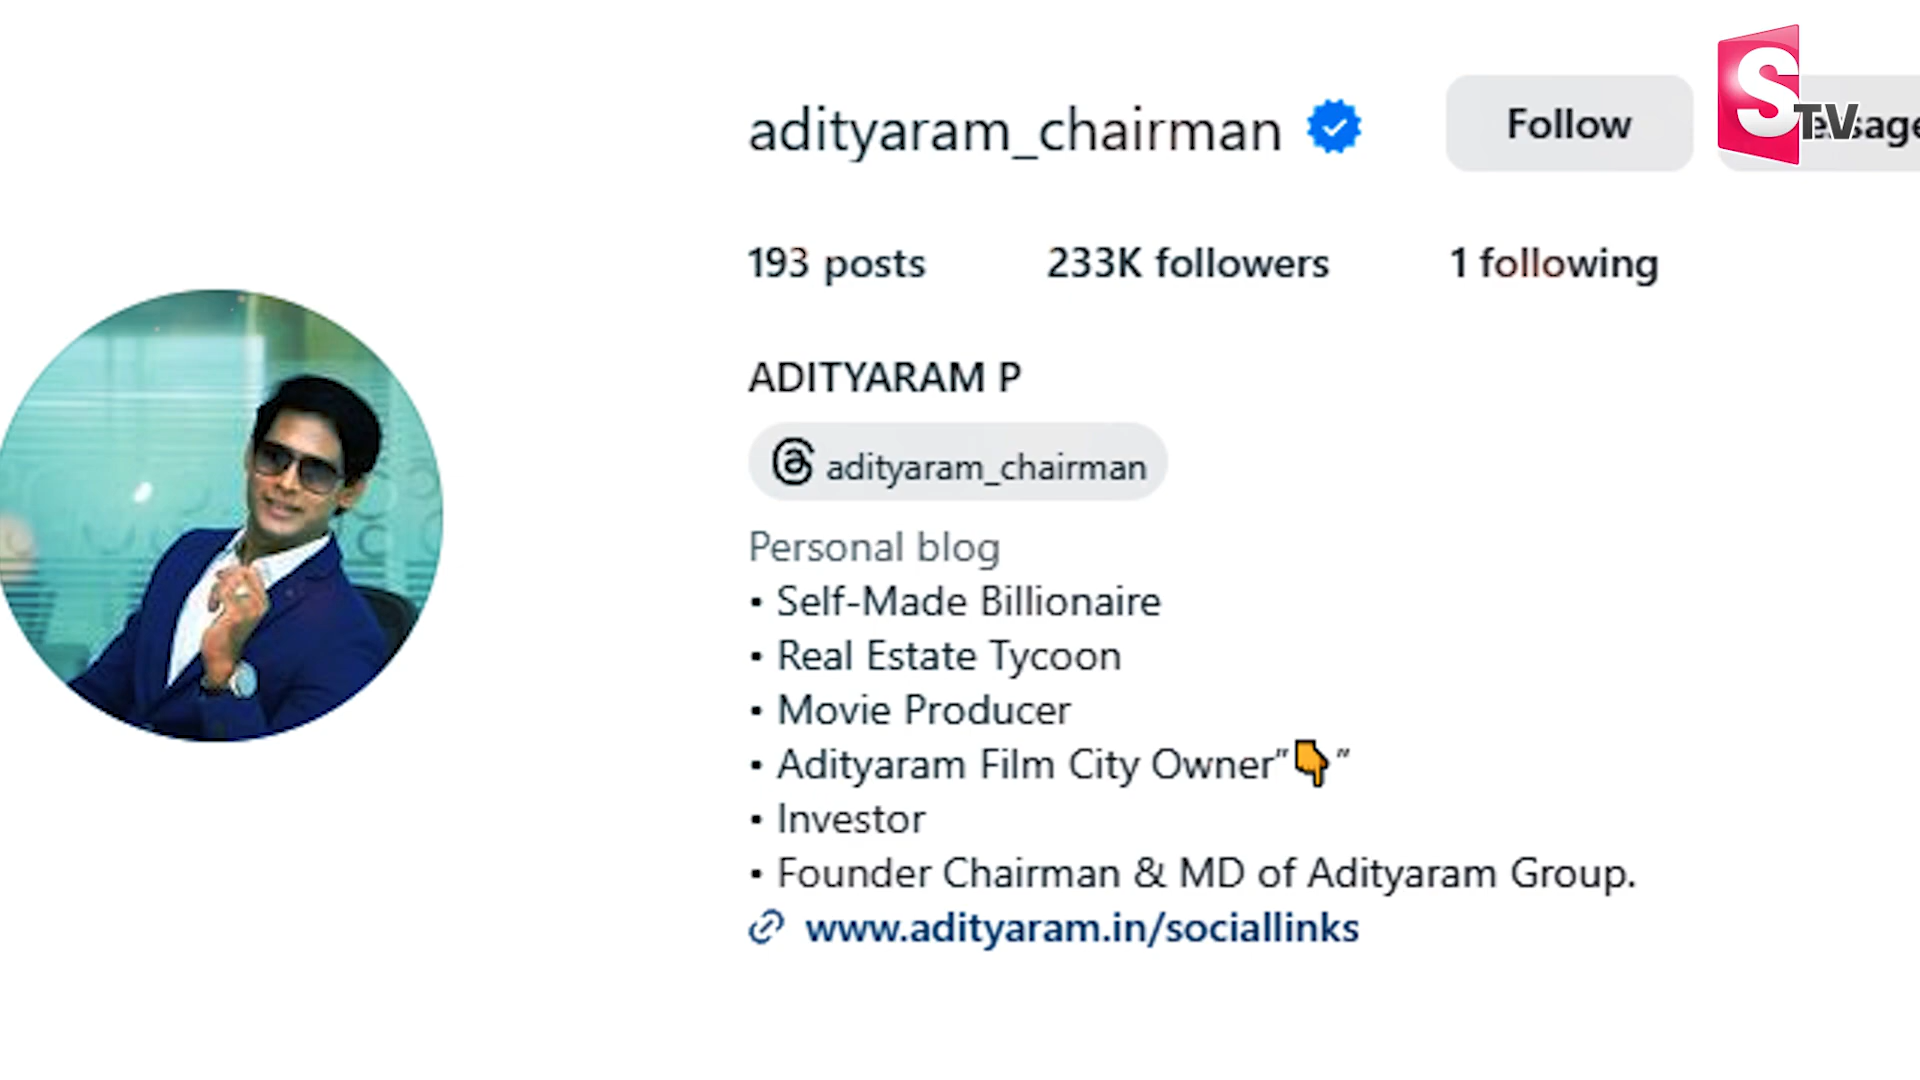 adityaram_chairman
Follow
STV
193 posts
233K followers
1 following
ADITYARAM P
adityaram_chairman
Personal blog
• Self-Made Billionaire
• Real Estate Tycoon
• Movie Producer
• Adityaram Film City Owner"👇"
• Investor
• Founder Chairman & MD of Adityaram Group.
www.adityaram.in/sociallinks